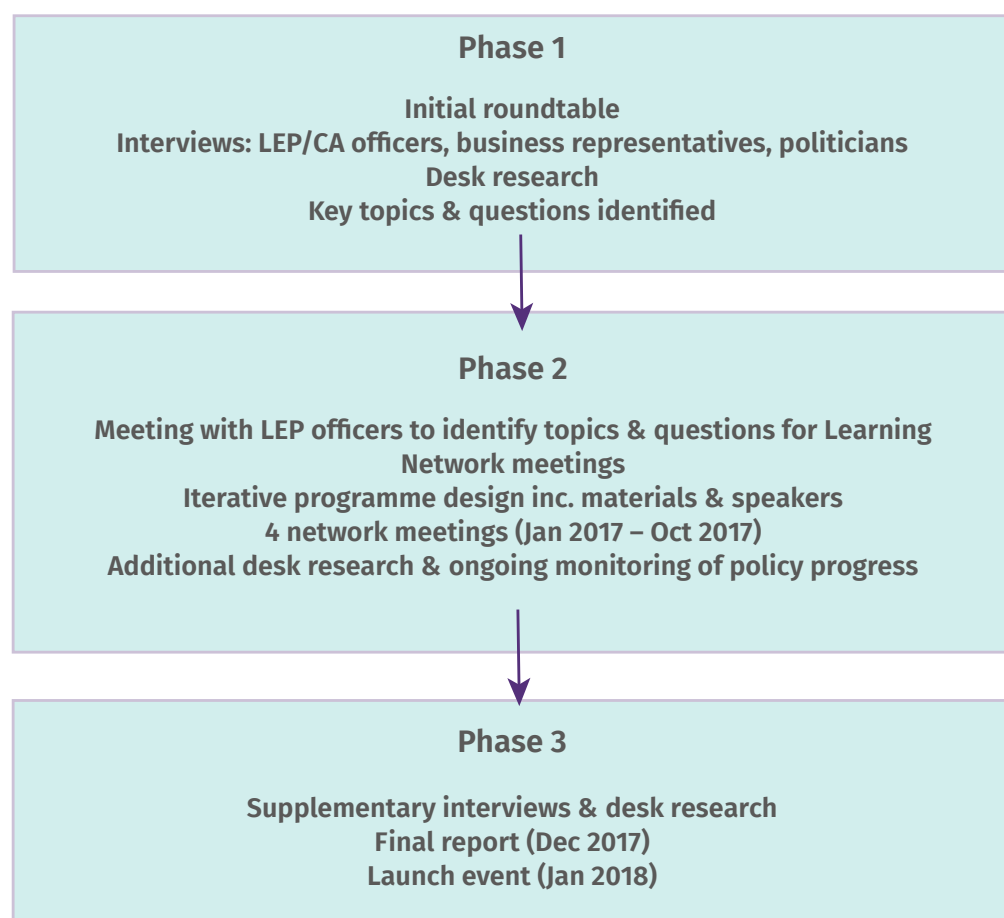 Phase 1
Initial roundtable
Interviews: LEP/CA officers, business representatives, politicians
Desk research
Key topics & questions identified
Phase 2
Meeting with LEP officers to identify topics & questions for Learning
Network meetings
Iterative programme design inc. materials & speakers
4 network meetings (Jan 2017 – Oct 2017)
Additional desk research & ongoing monitoring of policy progress
Phase 3
Supplementary interviews & desk research
Final report (Dec 2017)
Launch event (Jan 2018)